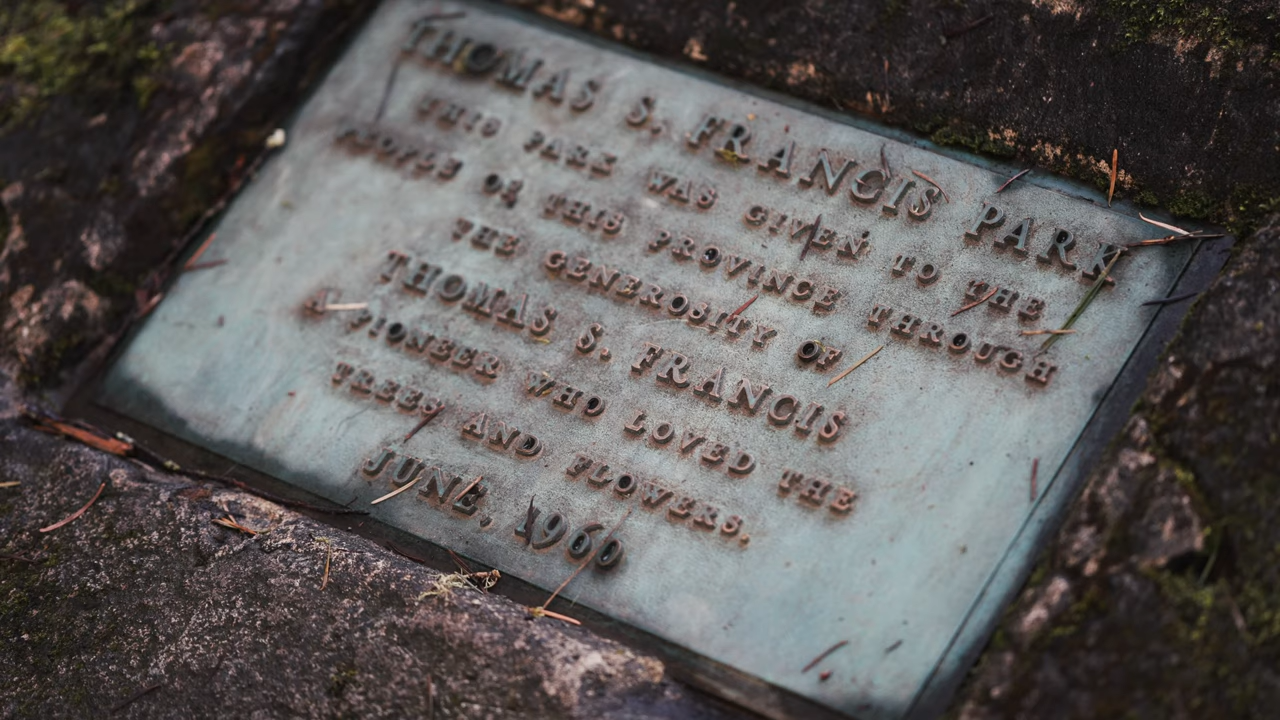 THOMAS S. FRANCIS PARK
THIS PARK WAS GIVEN TO THE
PEOPLE OF THIS PROVINCE THROUGH
THE GENEROSITY OF
THOMAS S. FRANCIS
A PIONEER WHO LOVED THE
TREES AND FLOWERS.
JUNE, 1960